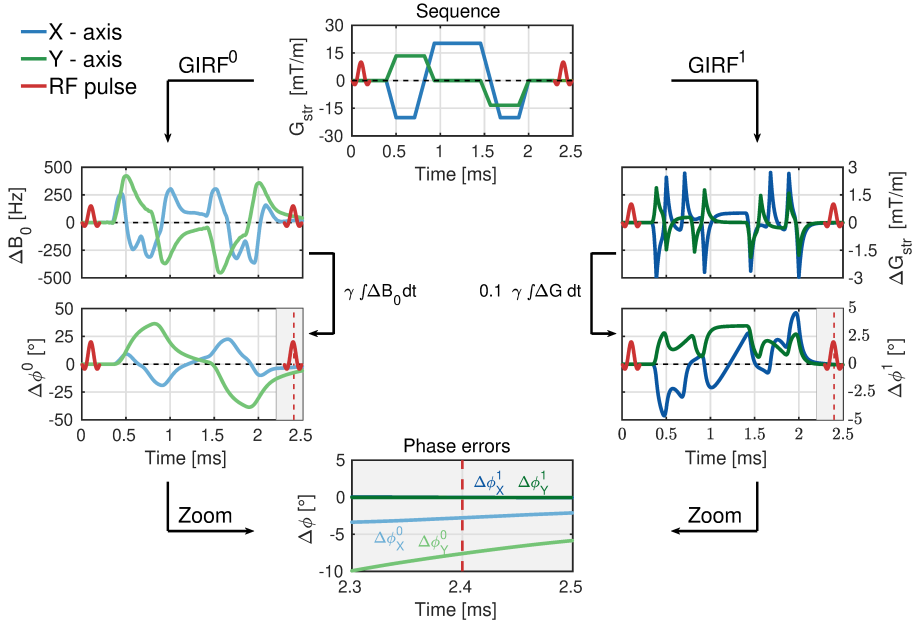 Sequence
X - axis
Y - axis
RF pulse
GIRF⁰
GIRF¹
G_str [mT/m]
30
15
0
-15
-30
0 0.5 1 1.5 2 2.5
Time [ms]
ΔB₀ [Hz]
500
250
0
-250
-500
3
1.5
0
-1.5
-3
ΔG_str [mT/m]
γ ∫ΔB₀dt
0.1 γ ∫ΔG dt
Δϕ⁰ [°]
50
25
0
-25
-50
0 0.5 1 1.5 2 2.5
Time [ms]
5
2.5
0
-2.5
-5
Δϕ¹ [°]
0 0.5 1 1.5 2 2.5
Time [ms]
Zoom
Zoom
Phase errors
Δϕ [°]
5
0
-5
-10
Δϕ¹_X Δϕ¹_Y
Δϕ⁰_X Δϕ⁰_Y
2.3 2.4 2.5
Time [ms]